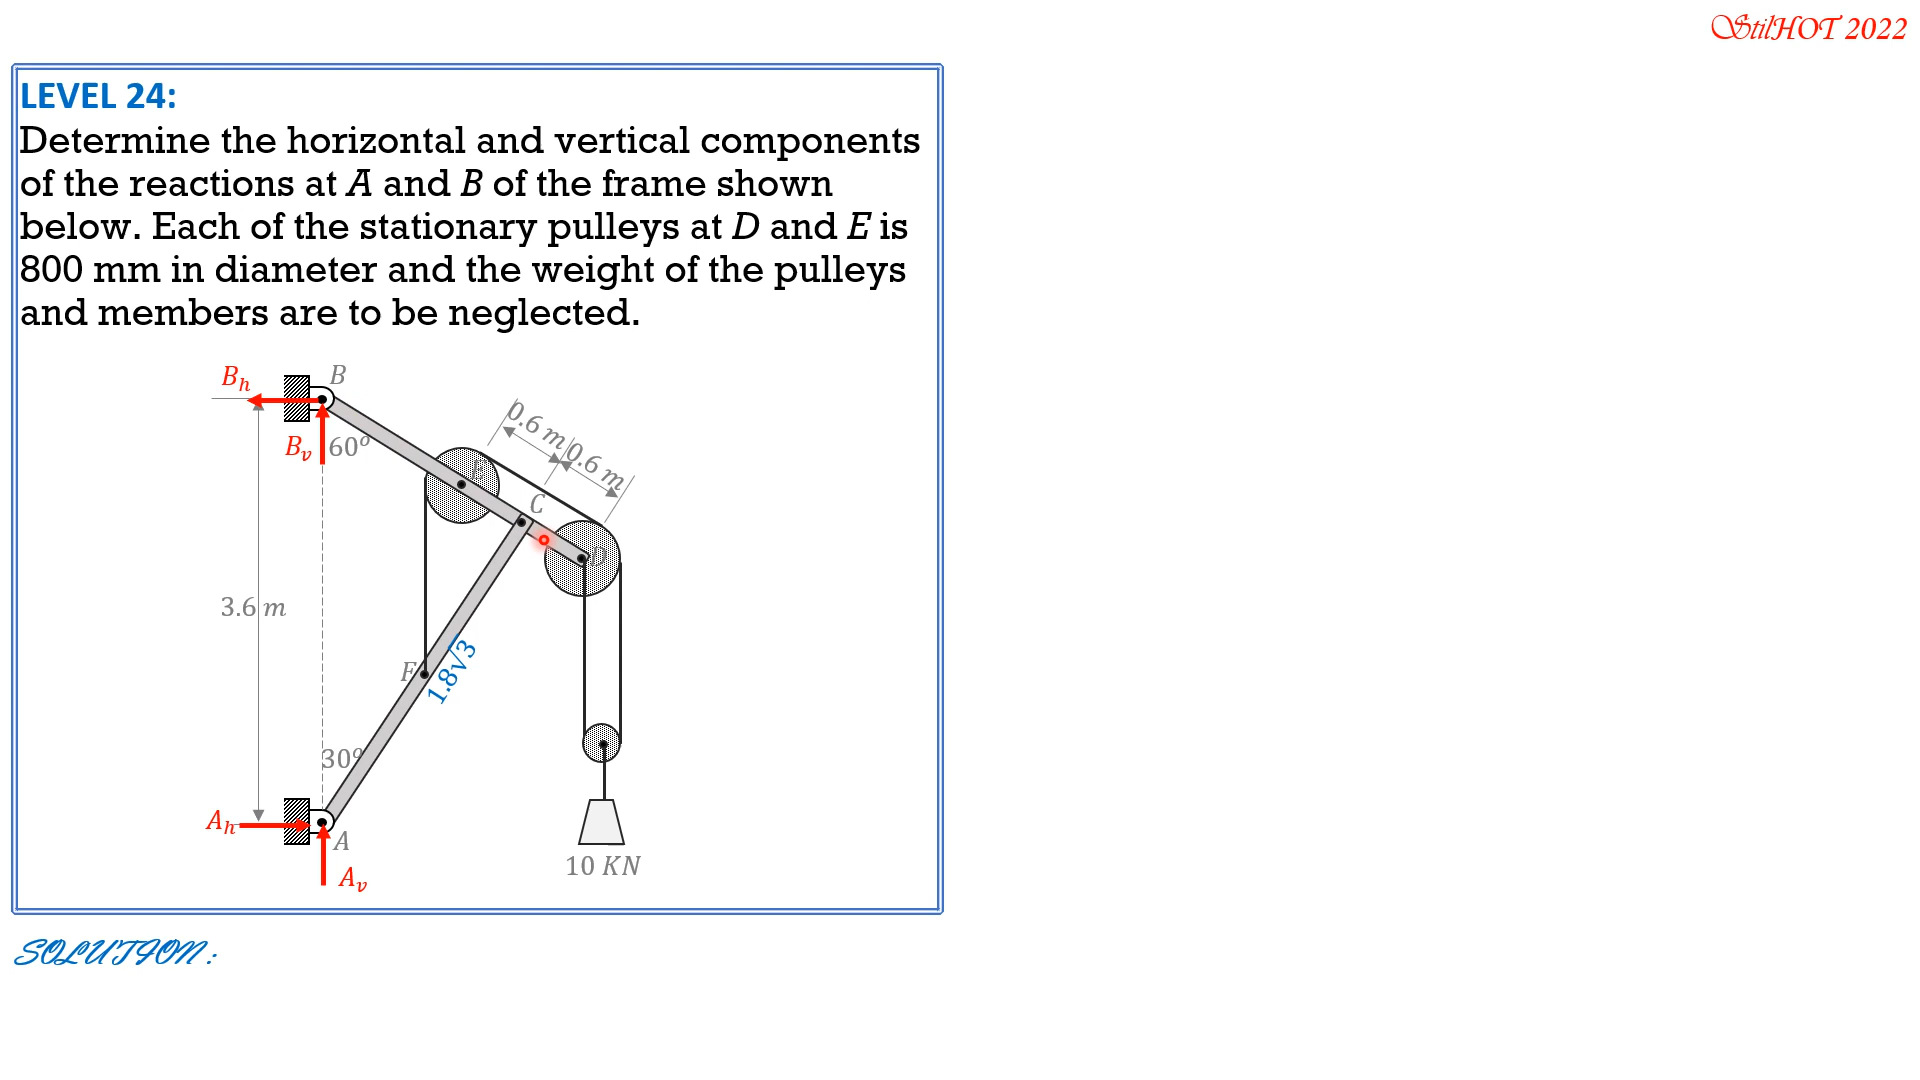 StilHOT 2022
LEVEL 24:
Determine the horizontal and vertical components
of the reactions at A and B of the frame shown
below. Each of the stationary pulleys at D and E is
800 mm in diameter and the weight of the pulleys
and members are to be neglected.
B
Bₕ
0.6 m
0.6 m
Bᵥ
60°
C
D
3.6 m
F
1.8√3
30°
Aₕ
A
Aᵥ
10 KN
SOLUTION: